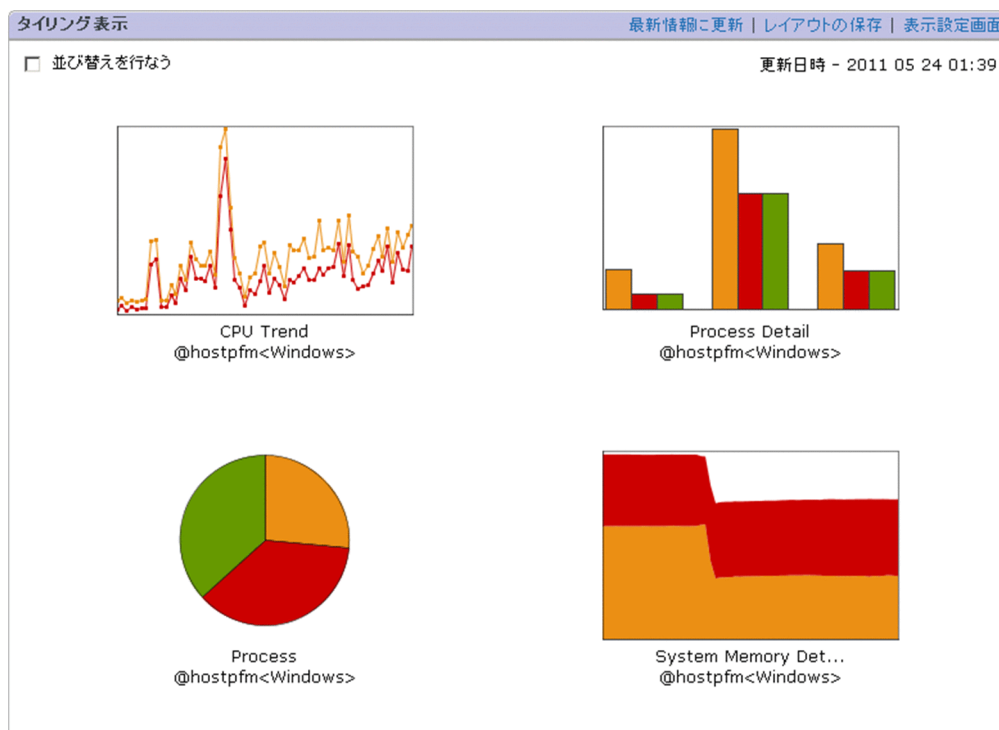 タイリング表示
最新情報に更新 | レイアウトの保存 | 表示設定画面
並び替えを行なう
更新日時 - 2011 05 24 01:39
CPU Trend
@hostpfm<Windows>
Process Detail
@hostpfm<Windows>
Process
@hostpfm<Windows>
System Memory Det...
@hostpfm<Windows>